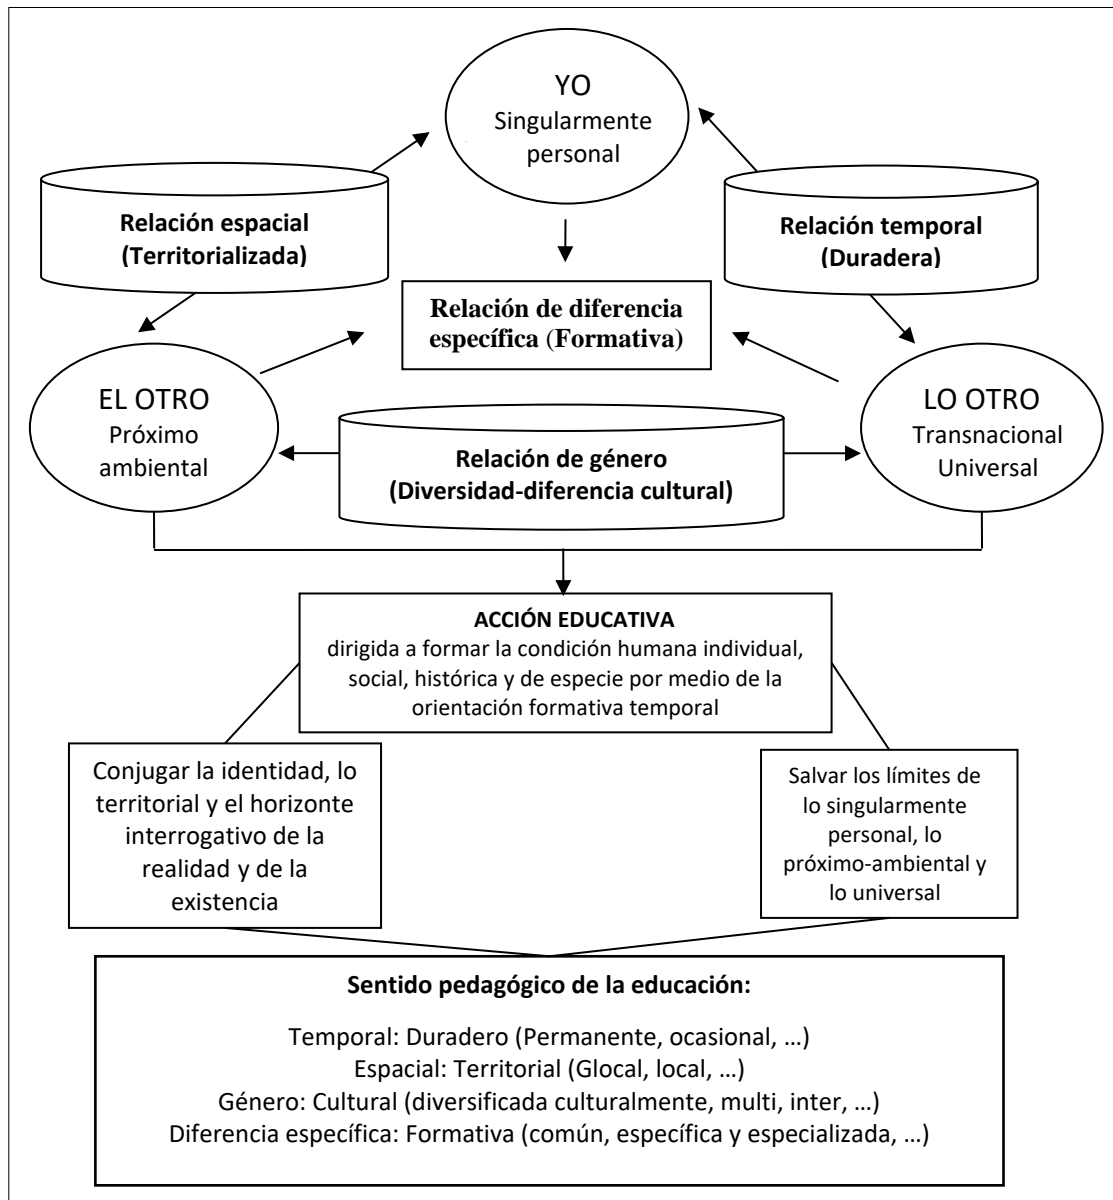 YO
Singularmente
personal
Relación espacial
(Territorializada)
Relación temporal
(Duradera)
Relación de diferencia
específica (Formativa)
EL OTRO
Próximo
ambiental
LO OTRO
Transnacional
Universal
Relación de género
(Diversidad-diferencia cultural)
ACCIÓN EDUCATIVA
dirigida a formar la condición humana individual,
social, histórica y de especie por medio de la
orientación formativa temporal
Conjugar la identidad, lo
territorial y el horizonte
interrogativo de la
realidad y de la
existencia
Salvar los límites de
lo singularmente
personal, lo
próximo-ambiental y
lo universal
Sentido pedagógico de la educación:
Temporal: Duradero (Permanente, ocasional, …)
Espacial: Territorial (Glocal, local, …)
Género: Cultural (diversificada culturalmente, multi, inter, …)
Diferencia específica: Formativa (común, específica y especializada, …)